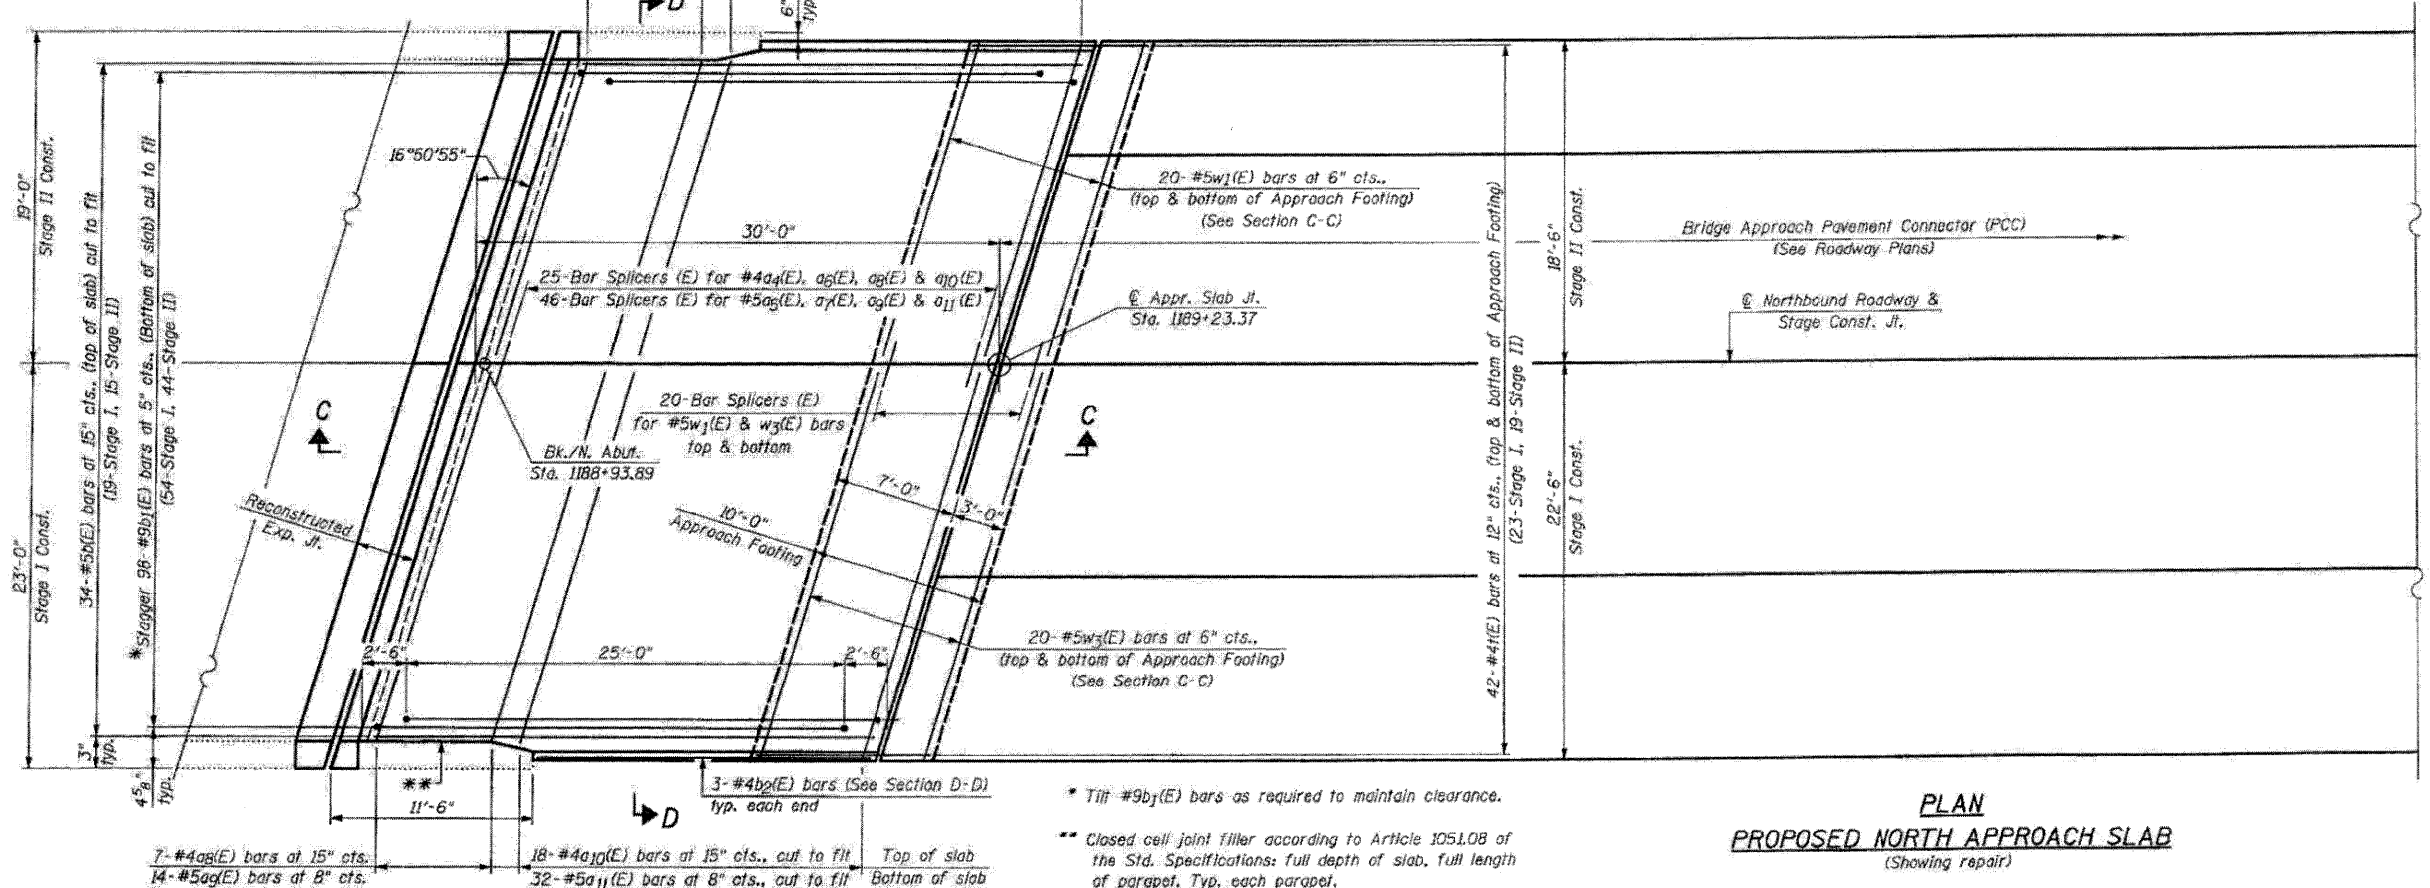 D
6"
typ.
19'-0"
Stage II Const.
23'-0"
Stage I Const.
34-#5b(E) bars at 15" cts., (top of slab) cut to fit
(19-Stage I, 15-Stage II)
*Stagger 98-#9b1(E) bars at 5" cts., (Bottom of slab) cut to fit
(54-Stage I, 44-Stage II)
16°50'55"
30'-0"
20-#5w1(E) bars at 6" cts.,
(top & bottom of Approach Footing)
(See Section C-C)
25-Bar Splicers (E) for #4a4(E), a6(E), a8(E) & a10(E)
46-Bar Splicers (E) for #5a5(E), a7(E), a9(E) & a11(E)
℄ Appr. Slab Jt.
Sta. 1189+23.37
42-#4t(E) bars at 12" cts., (top & bottom of Approach Footing)
(23-Stage I, 19-Stage II)
18'-6"
Stage II Const.
22'-6"
Stage I Const.
Bridge Approach Pavement Connector (PCC)
(See Roadway Plans)
℄ Northbound Roadway &
Stage Const. Jt.
C
20-Bar Splicers (E)
for #5w1(E) & w3(E) bars
top & bottom
C
Bk./N. Abut.
Sta. 1188+93.89
Reconstructed
Exp. Jt.
7'-0"
3'-0"
10'-0"
Approach Footing
2'-6"
25'-0"
2'-6"
20-#5w3(E) bars at 6" cts.,
(top & bottom of Approach Footing)
(See Section C-C)
3"
typ.
4 5/8"
typ.
**
11'-6"
D
3-#4b2(E) bars (See Section D-D)
typ. each end
7-#4a8(E) bars at 15" cts.
14-#5a9(E) bars at 8" cts.
18-#4a10(E) bars at 15" cts., cut to fit
32-#5a11(E) bars at 8" cts., cut to fit
Top of slab
Bottom of slab
* Tilt #9b1(E) bars as required to maintain clearance.
** Closed cell joint filler according to Article 1051.08 of
the Std. Specifications: full depth of slab, full length
of parapet. Typ. each parapet.
PLAN
PROPOSED NORTH APPROACH SLAB
(Showing repair)